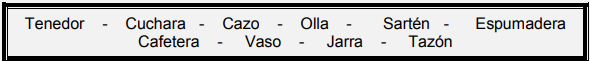 Tenedor - Cuchara - Cazo - Olla - Sartén - Espumadera
Cafetera - Vaso - Jarra - Tazón